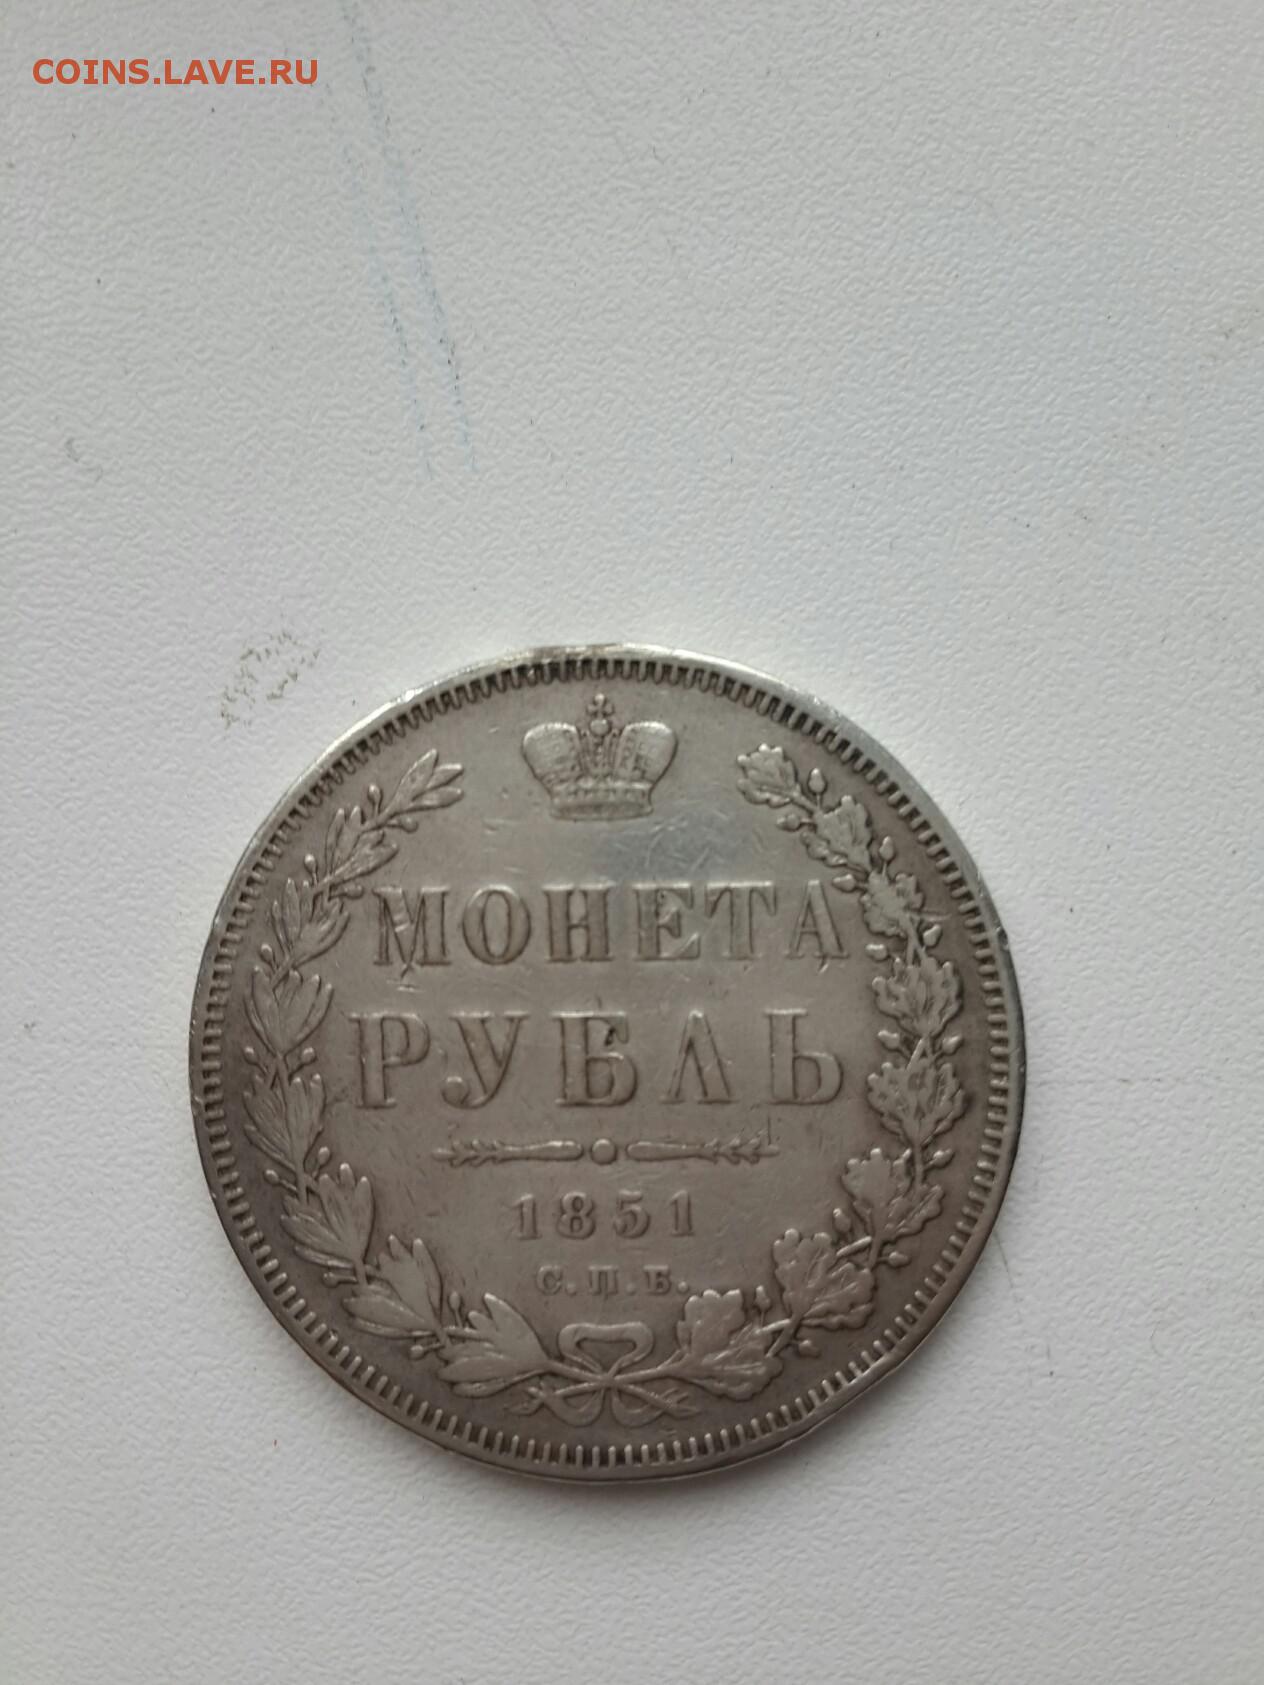 COINS.LAVE.RU
МОНЕТА
РУБЛЬ
1851
С.П.Б.